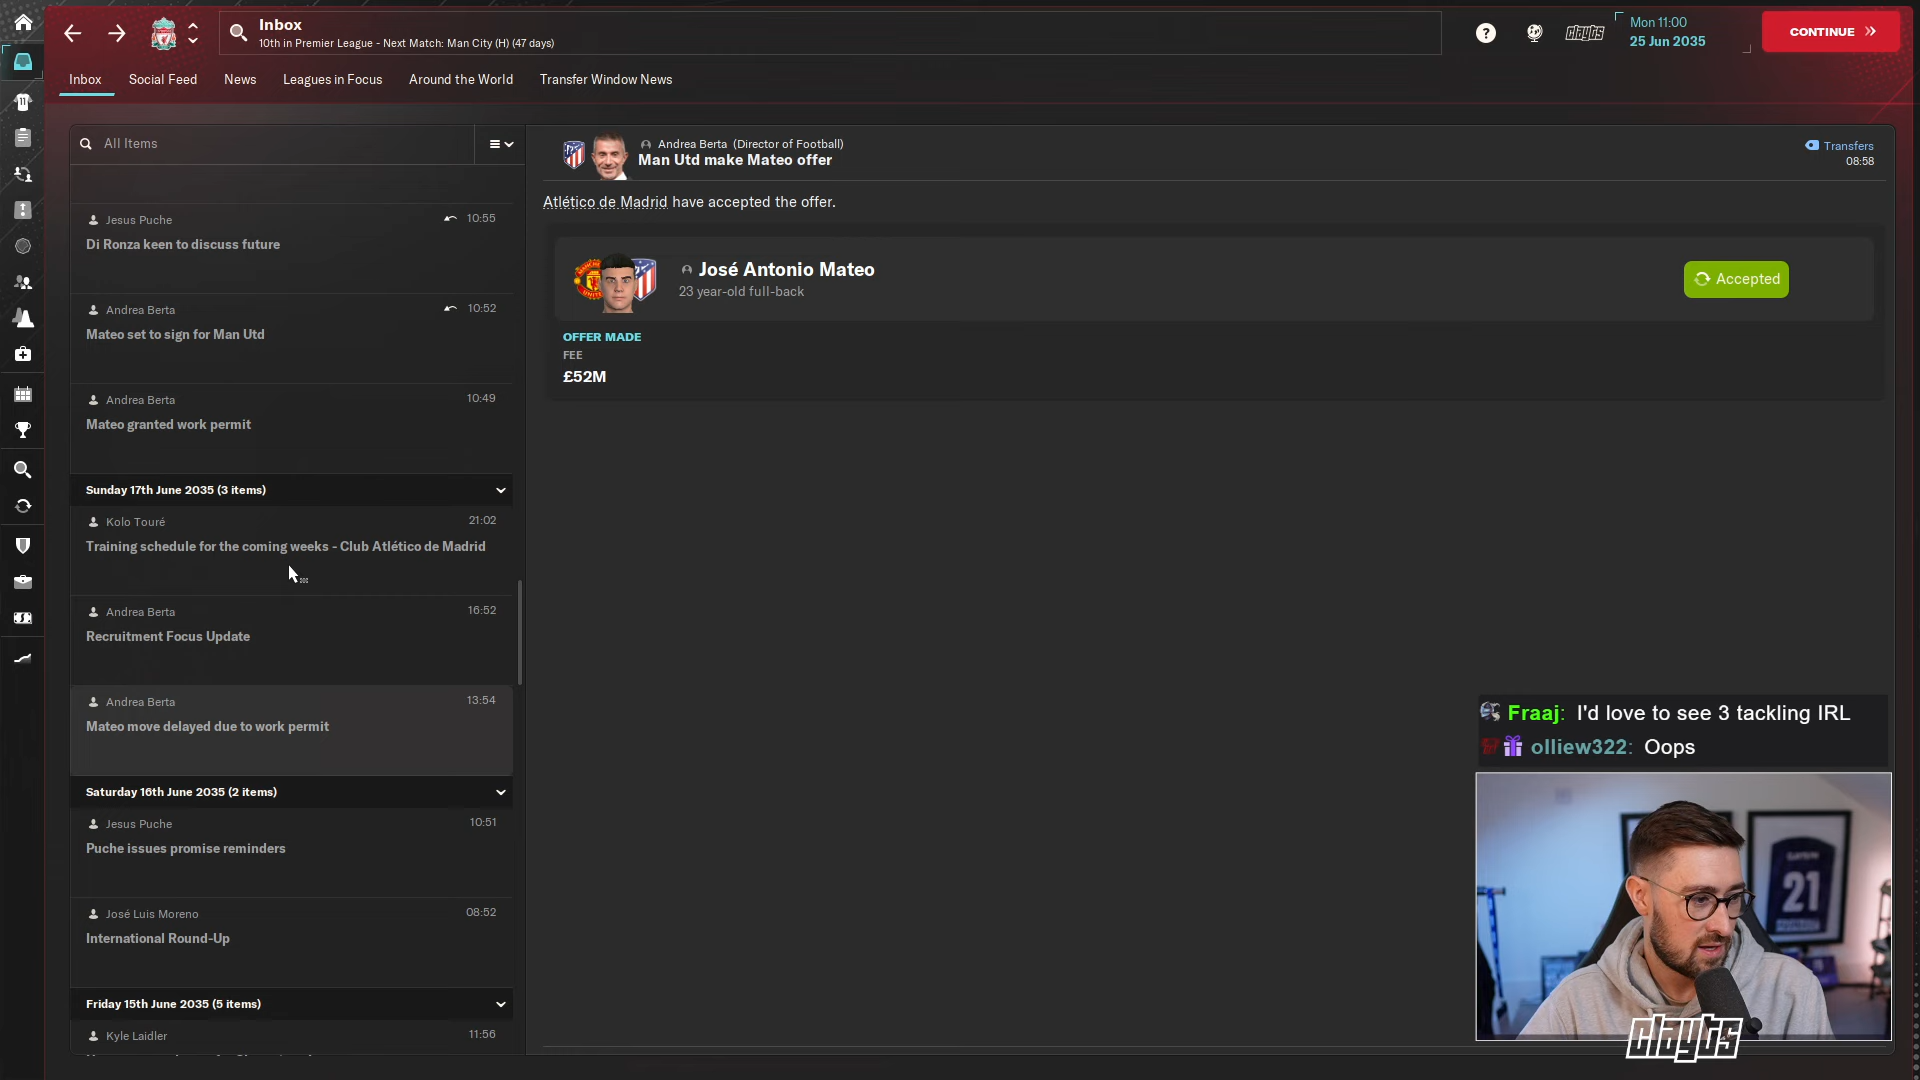 Inbox
10th in Premier League - Next Match: Man City (H) (47 days)
clayts
Mon 11:00
25 Jun 2035
CONTINUE
Inbox
Social Feed
News
Leagues in Focus
Around the World
Transfer Window News
All Items
Jesus Puche
10:55
Di Ronza keen to discuss future
Andrea Berta
10:52
Mateo set to sign for Man Utd
Andrea Berta
10:49
Mateo granted work permit
Sunday 17th June 2035 (3 items)
Kolo Touré
21:02
Training schedule for the coming weeks - Club Atlético de Madrid
Andrea Berta
16:52
Recruitment Focus Update
Andrea Berta
13:54
Mateo move delayed due to work permit
Saturday 16th June 2035 (2 items)
Jesus Puche
10:51
Puche issues promise reminders
José Luis Moreno
08:52
International Round-Up
Friday 15th June 2035 (5 items)
Kyle Laidler
11:56
Andrea Berta (Director of Football)
Man Utd make Mateo offer
Transfers
08:58
Atlético de Madrid have accepted the offer.
José Antonio Mateo
23 year-old full-back
Accepted
OFFER MADE
FEE
£52M
Fraaj: I'd love to see 3 tackling IRL
olliew322: Oops
21
clayts